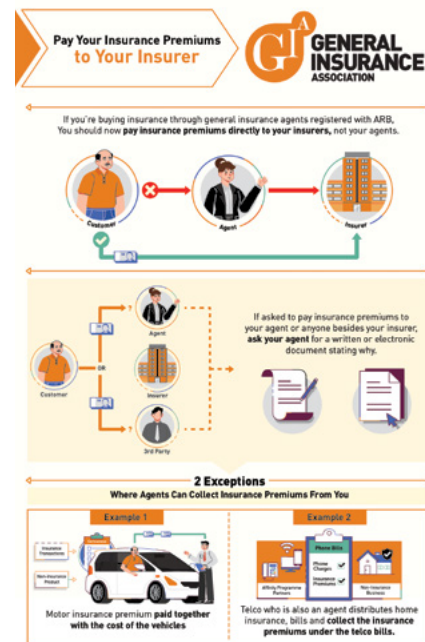 Pay Your Insurance Premiums
to Your Insurer
GIA
GENERAL
INSURANCE
ASSOCIATION
If you're buying insurance through general insurance agents registered with ARB,
You should now pay insurance premiums directly to your insurers, not your agents.
Customer
Agent
Insurer
Agent
Customer
OR
Insurer
?
?
3rd Party
If asked to pay insurance premiums to
your agent or anyone besides your insurer,
ask your agent for a written or electronic
document stating why.
2 Exceptions
Where Agents Can Collect Insurance Premiums From You
Example 1
Insurance
Transactions
Non-Insurance
Product
Motor insurance premium paid together
with the cost of the vehicles
Example 2
Phone Bills
Phone
Charges
Insurance
Premiums
Affinity Programme
Partners
Non-Insurance
Business
Telco who is also an agent distributes home
insurance, bills and collect the insurance
premiums under the telco bills.